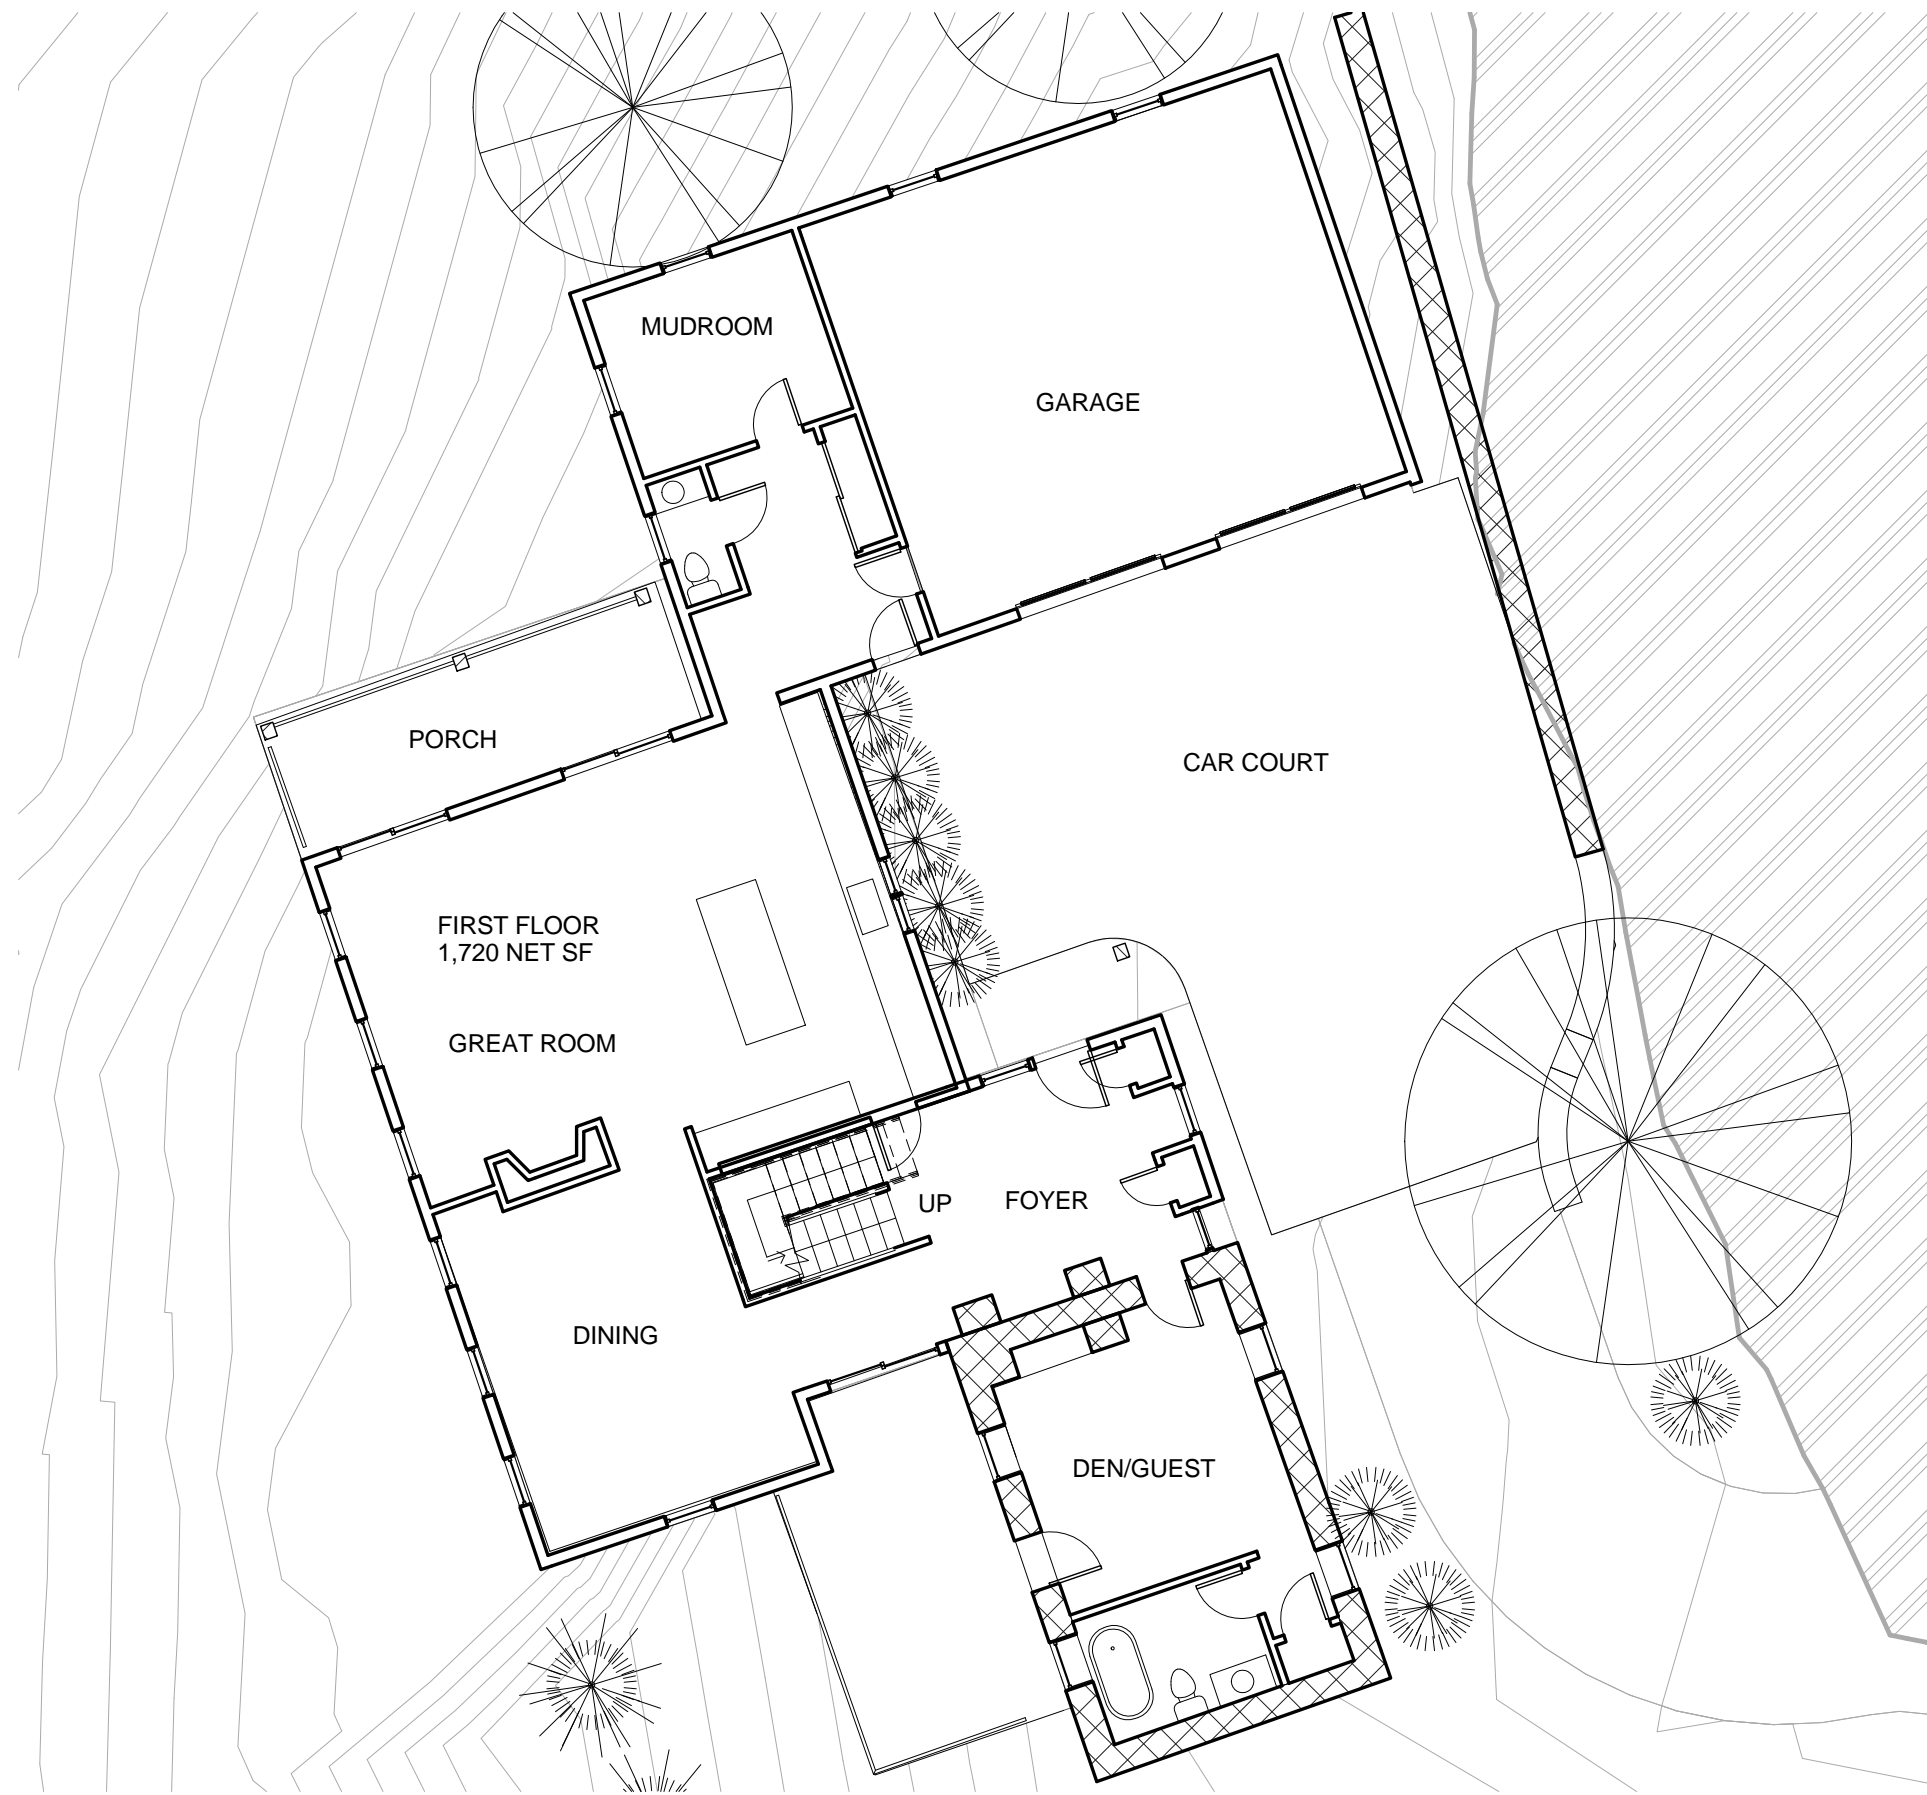 MUDROOM
GARAGE
PORCH
CAR COURT
FIRST FLOOR
1,720 NET SF
GREAT ROOM
UP
FOYER
DINING
DEN/GUEST